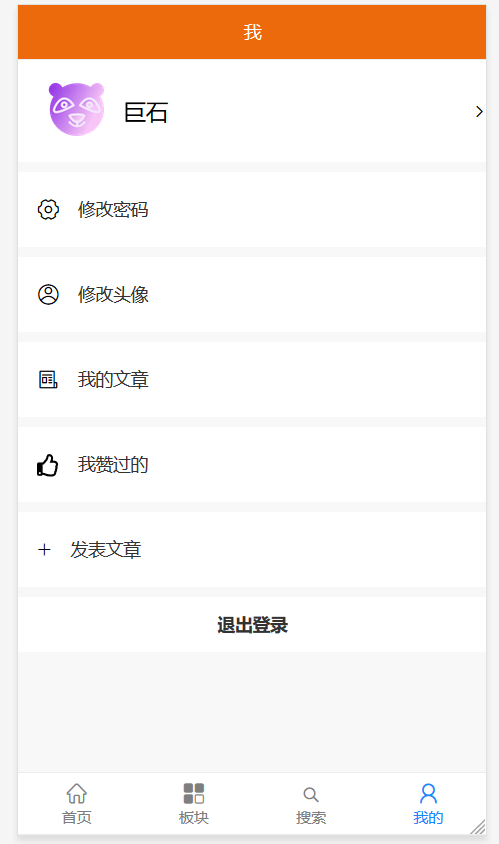 我
巨石
修改密码
修改头像
我的文章
我赞过的
发表文章
退出登录
首页 板块 搜索 我的